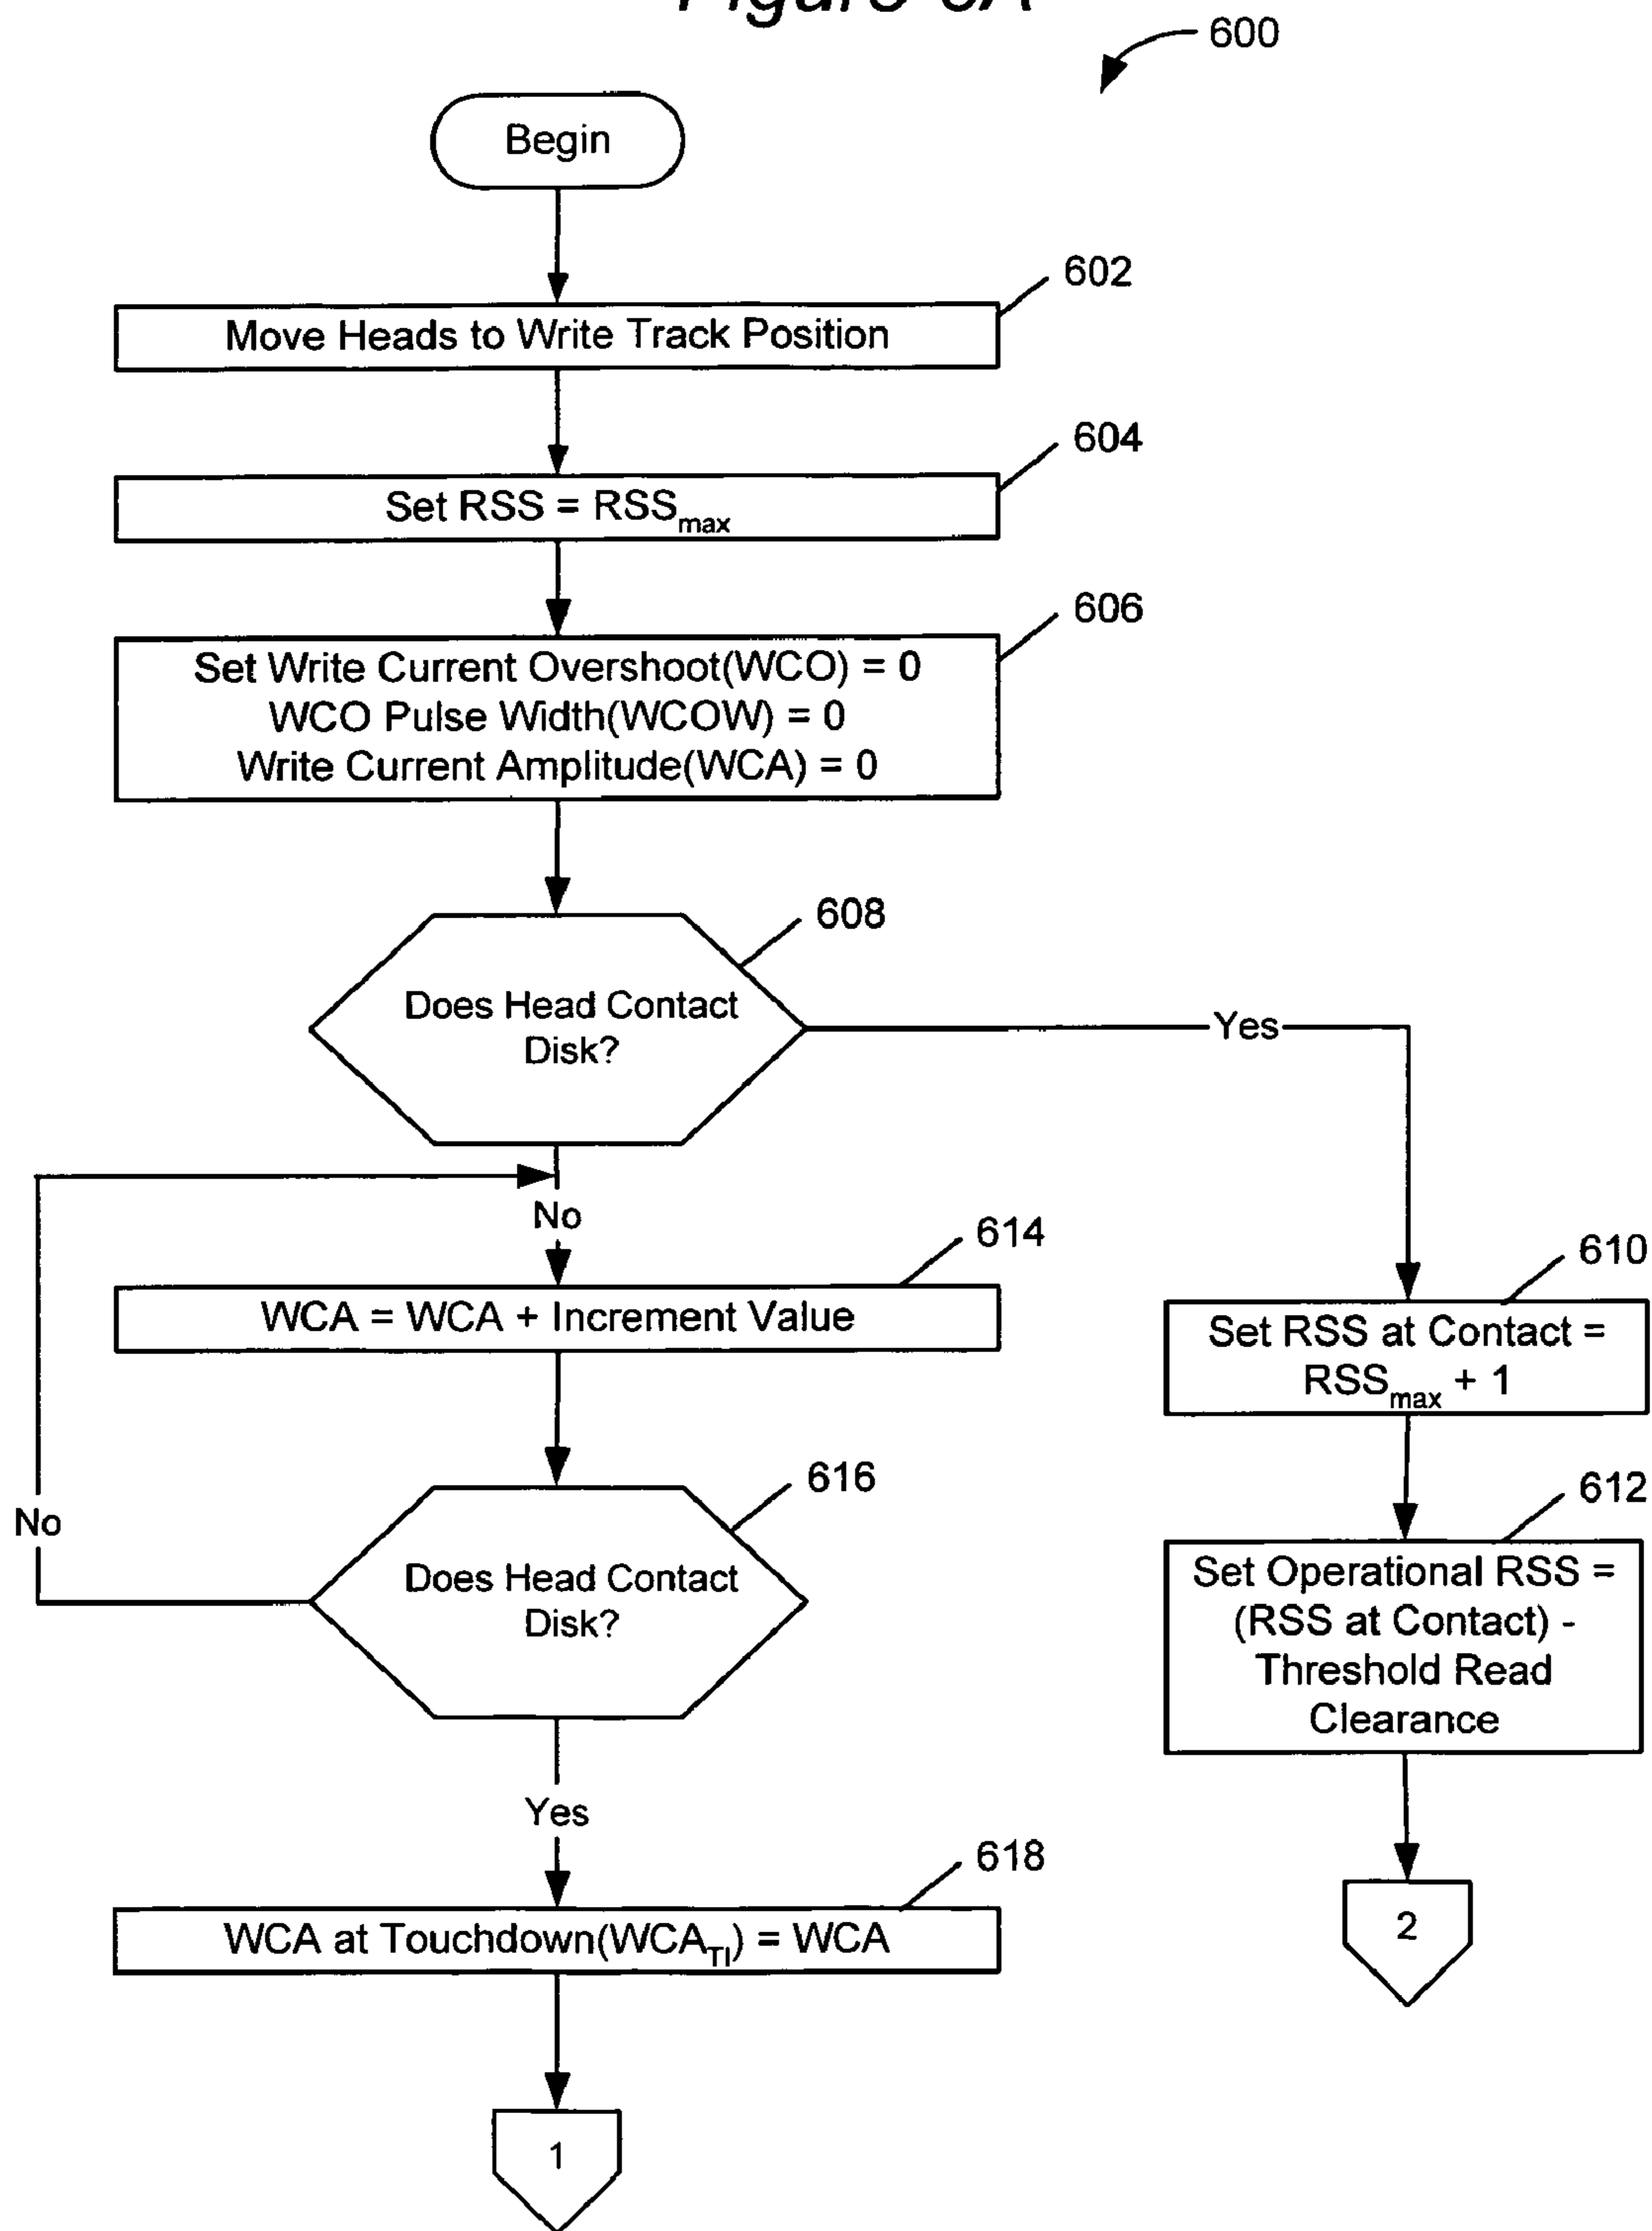 600
Begin
602
Move Heads to Write Track Position
604
Set RSS = RSSmax
606
Set Write Current Overshoot(WCO) = 0
WCO Pulse Width(WCOW) = 0
Write Current Amplitude(WCA) = 0
608
Does Head Contact
Disk?
Yes
No
614
WCA = WCA + Increment Value
610
Set RSS at Contact =
RSSmax + 1
616
Does Head Contact
Disk?
No
612
Set Operational RSS =
(RSS at Contact) -
Threshold Read
Clearance
Yes
618
WCA at Touchdown(WCATI) = WCA
2
1